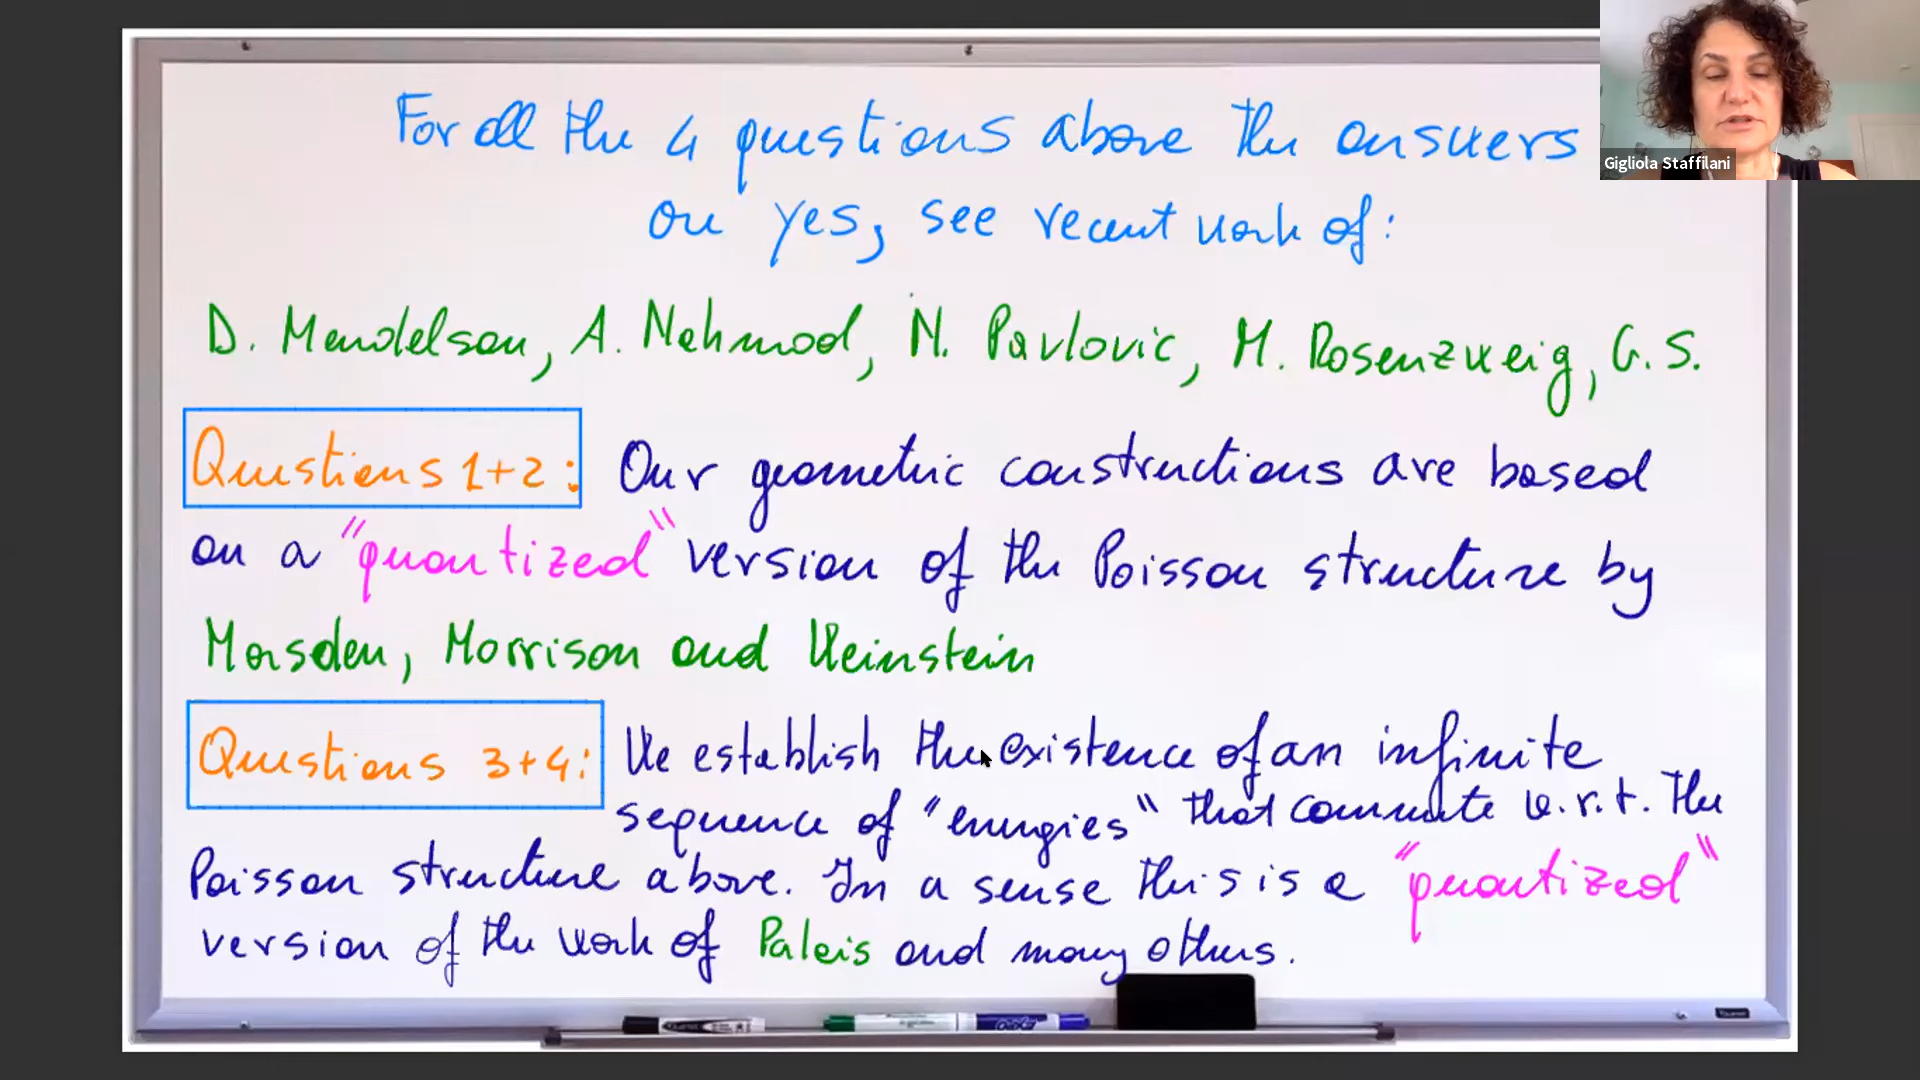 For all the 4 questions above the answers
are yes, see recent work of:
Gigliola Staffilani
D. Mendelson, A. Nahmod, N. Pavlovic, M. Rosenzweig, G. S.
Questions 1+2: Our geometric constructions are based
on a "quantized" version of the Poisson structure by
Marsden, Morrison and Weinstein
Questions 3+4: We establish the existence of an infinite
sequence of "energies" that commute w.r.t. the
Poisson structure above. In a sense this is a "quantized"
version of the work of Palais and many others.